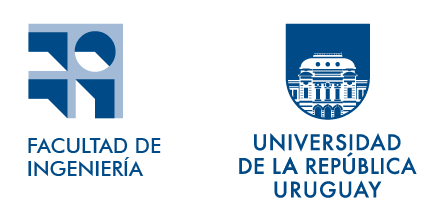 FACULTAD DE
INGENIERÍA
UNIVERSIDAD
DE LA REPÚBLICA
URUGUAY